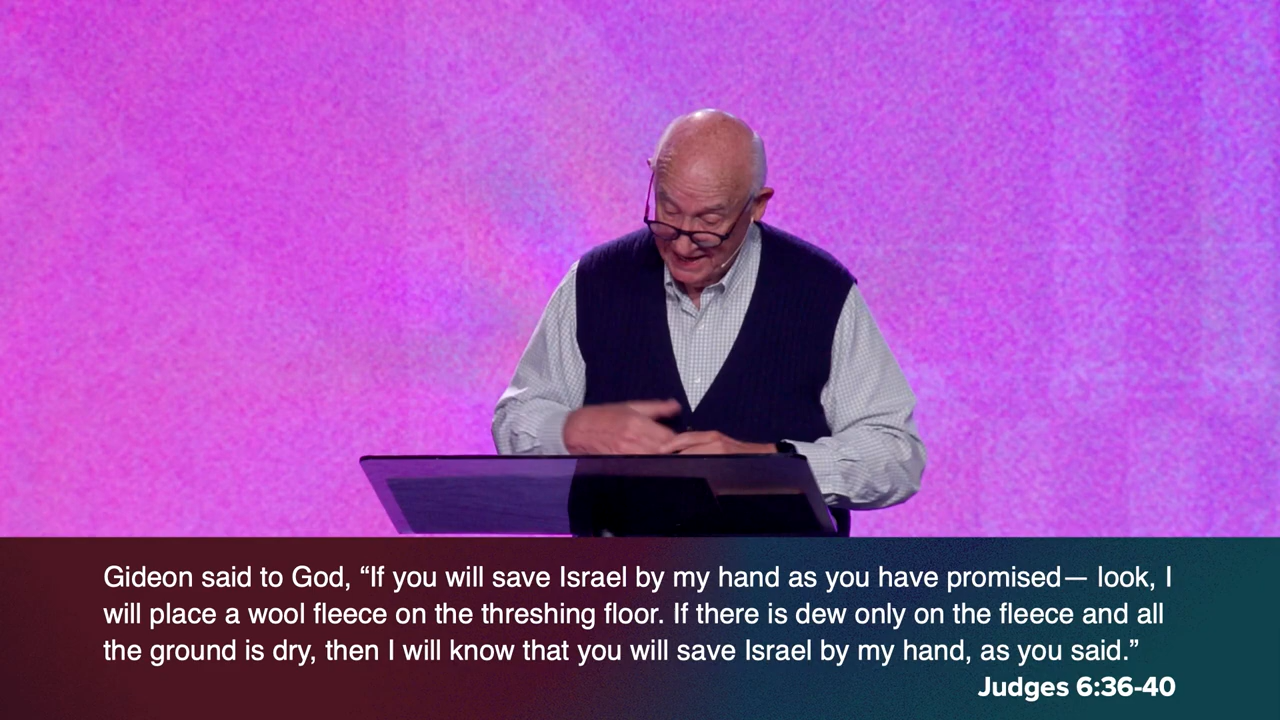 Gideon said to God, “If you will save Israel by my hand as you have promised— look, I
will place a wool fleece on the threshing floor. If there is dew only on the fleece and all
the ground is dry, then I will know that you will save Israel by my hand, as you said.”
Judges 6:36-40